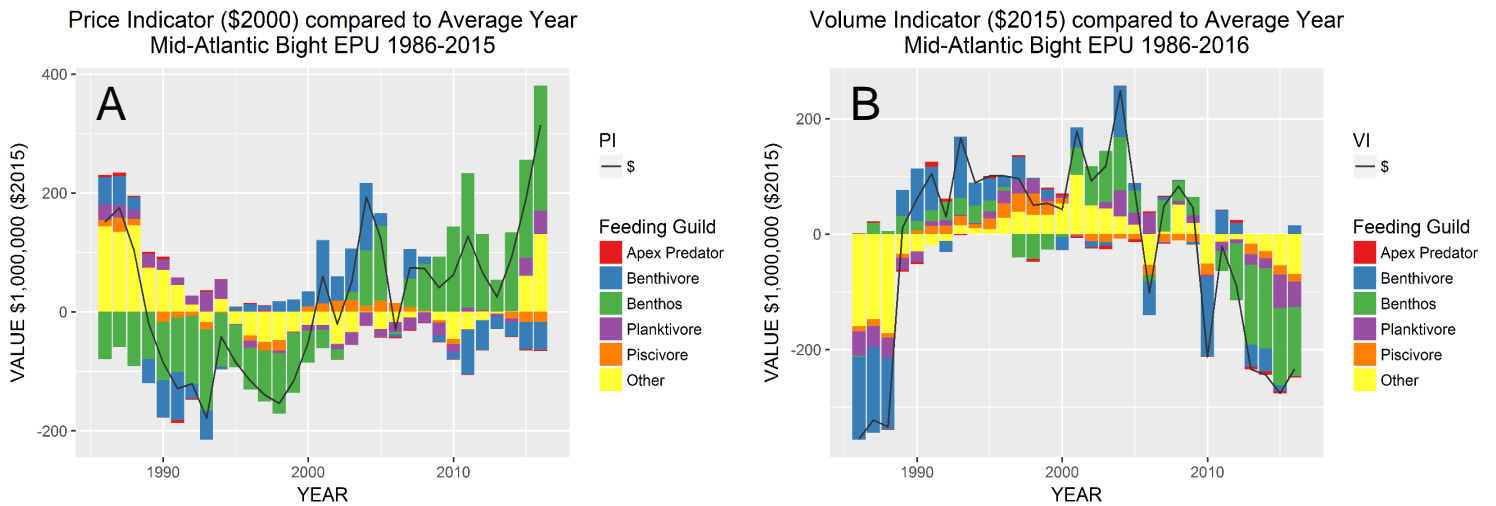 Price Indicator ($2000) compared to Average Year
Mid-Atlantic Bight EPU 1986-2015
A
400
200
0
-200
VALUE $1,000,000 ($2015)
1990
2000
2010
YEAR
PI
$
Feeding Guild
Apex Predator
Benthivore
Benthos
Planktivore
Piscivore
Other
Volume Indicator ($2015) compared to Average Year
Mid-Atlantic Bight EPU 1986-2016
B
200
0
-200
VALUE $1,000,000 ($2015)
1990
2000
2010
YEAR
VI
$
Feeding Guild
Apex Predator
Benthivore
Benthos
Planktivore
Piscivore
Other